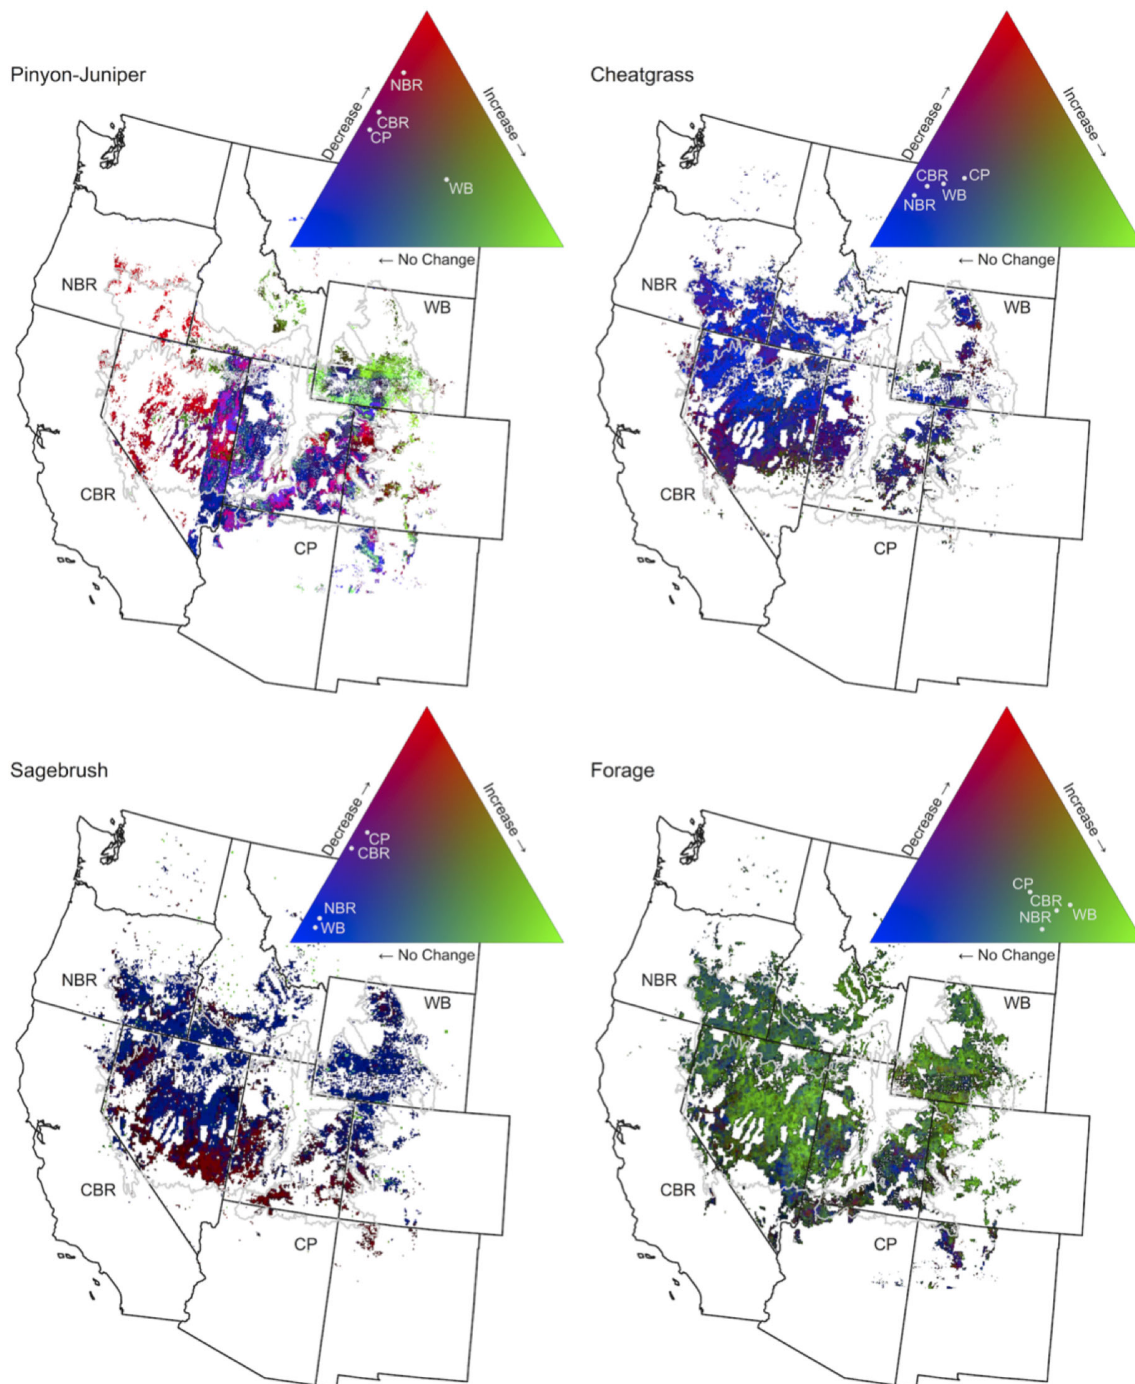 Pinyon-Juniper
Decrease →
Increase →
NBR
CBR
CP
WB
← No Change
NBR
WB
CBR
CP
Cheatgrass
Decrease →
Increase →
CBR
CP
WB
NBR
← No Change
NBR
WB
CBR
CP
Sagebrush
Decrease →
Increase →
CP
CBR
NBR
WB
← No Change
NBR
WB
CBR
CP
Forage
Decrease →
Increase →
CP
CBR
WB
NBR
← No Change
NBR
WB
CBR
CP